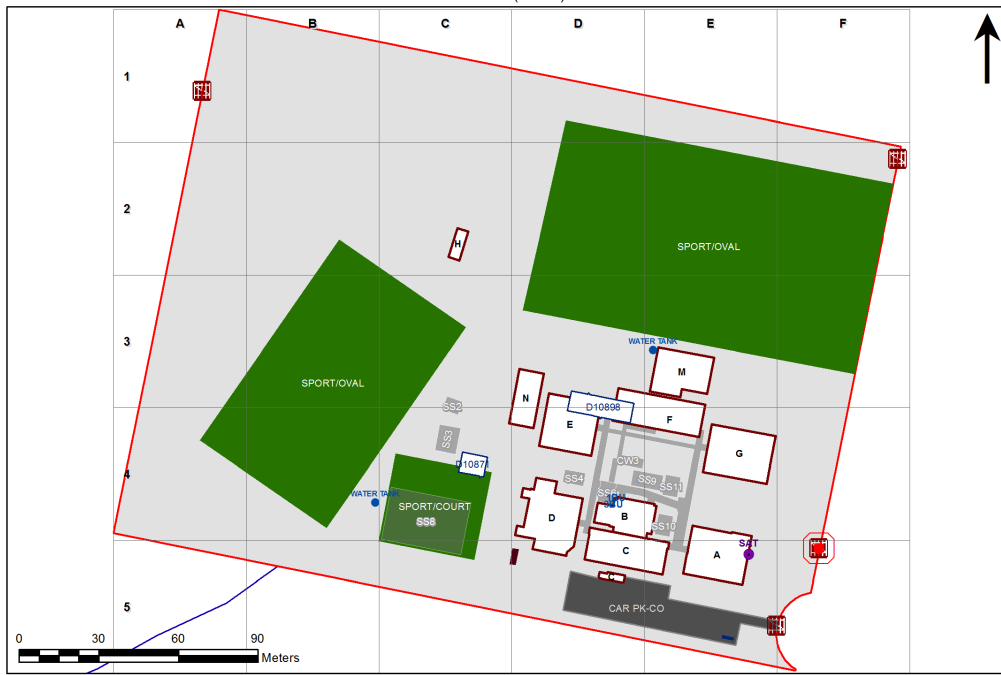 A B C D E F
1
2
SPORT/OVAL
H
3
WATER TANK
M
SPORT/OVAL
N
D10898
SS2
F
E
SS3
G
CW3
D10871
4
SS4
SS9
SS11
WATER TANK
SPORT/COURT
SS8
D
B
SS10
C
A
SAT
C
CAR PK-CO
5
0 30 60 90
Meters